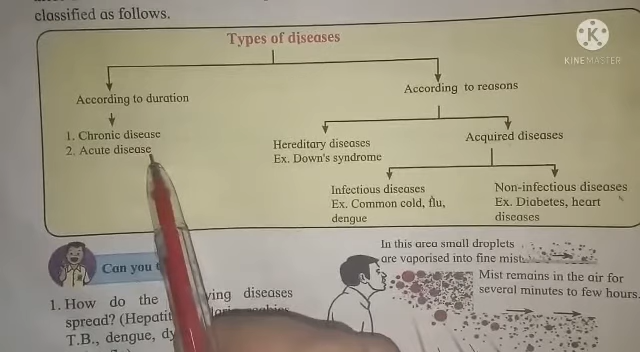 classified as follows.
Types of diseases
KINEMASTER
According to duration
According to reasons
1. Chronic disease
2. Acute disease
Hereditary diseases
Ex. Down's syndrome
Acquired diseases
Infectious diseases
Ex. Common cold, flu,
dengue
Non-infectious diseases
Ex. Diabetes, heart
diseases
In this area small droplets
are vaporised into fine mist.
Can you
Mist remains in the air for
several minutes to few hours.
1. How do the ying diseases
spread? (Hepatit
T.B., dengue, dy